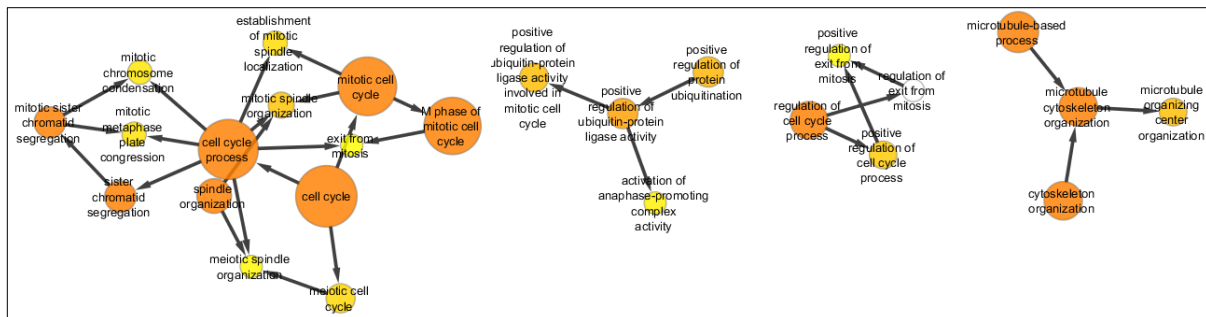 establishment
of mitotic
spindle
localization
mitotic
chromosome
condensation
mitotic sister
chromatid
segregation
mitotic
metaphase
plate
congression
mitotic cell
cycle
mitotic spindle
organization
M phase of
mitotic cell cycle
cell cycle
process
exit from
mitosis
sister
chromatid
segregation
spindle
organization
cell cycle
meiotic spindle
organization
meiotic cell
cycle
positive
regulation of
ubiquitin-protein
ligase activity
involved in
mitotic cell cycle
positive
regulation of
protein
ubiquitination
positive
regulation of
ubiquitin-protein
ligase activity
activation of
anaphase-promoting
complex
activity
positive
regulation of exit from
mitosis
regulation of
exit from
mitosis
regulation of
cell cycle
process
positive
regulation of
cell cycle
process
microtubule-based
process
microtubule
cytoskeleton
organization
microtubule
organizing
center
organization
cytoskeleton
organization